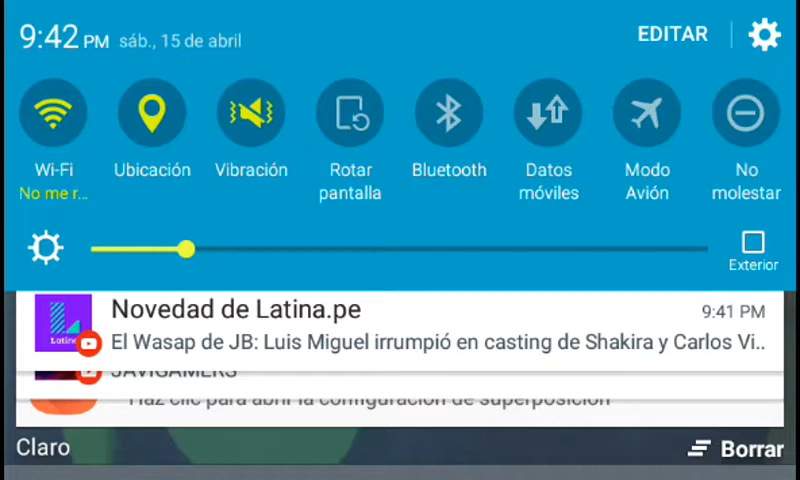 9:42 PM sáb., 15 de abril
EDITAR
Wi-Fi
No me r...
Ubicación
Vibración
Rotar
pantalla
Bluetooth
Datos
móviles
Modo
Avión
No
molestar
Exterior
Latina
Novedad de Latina.pe
9:41 PM
El Wasap de JB: Luis Miguel irrumpió en casting de Shakira y Carlos Vi..
JAVIGAMERS
Haz clic para abrir la configuración de superposición
Claro
Borrar